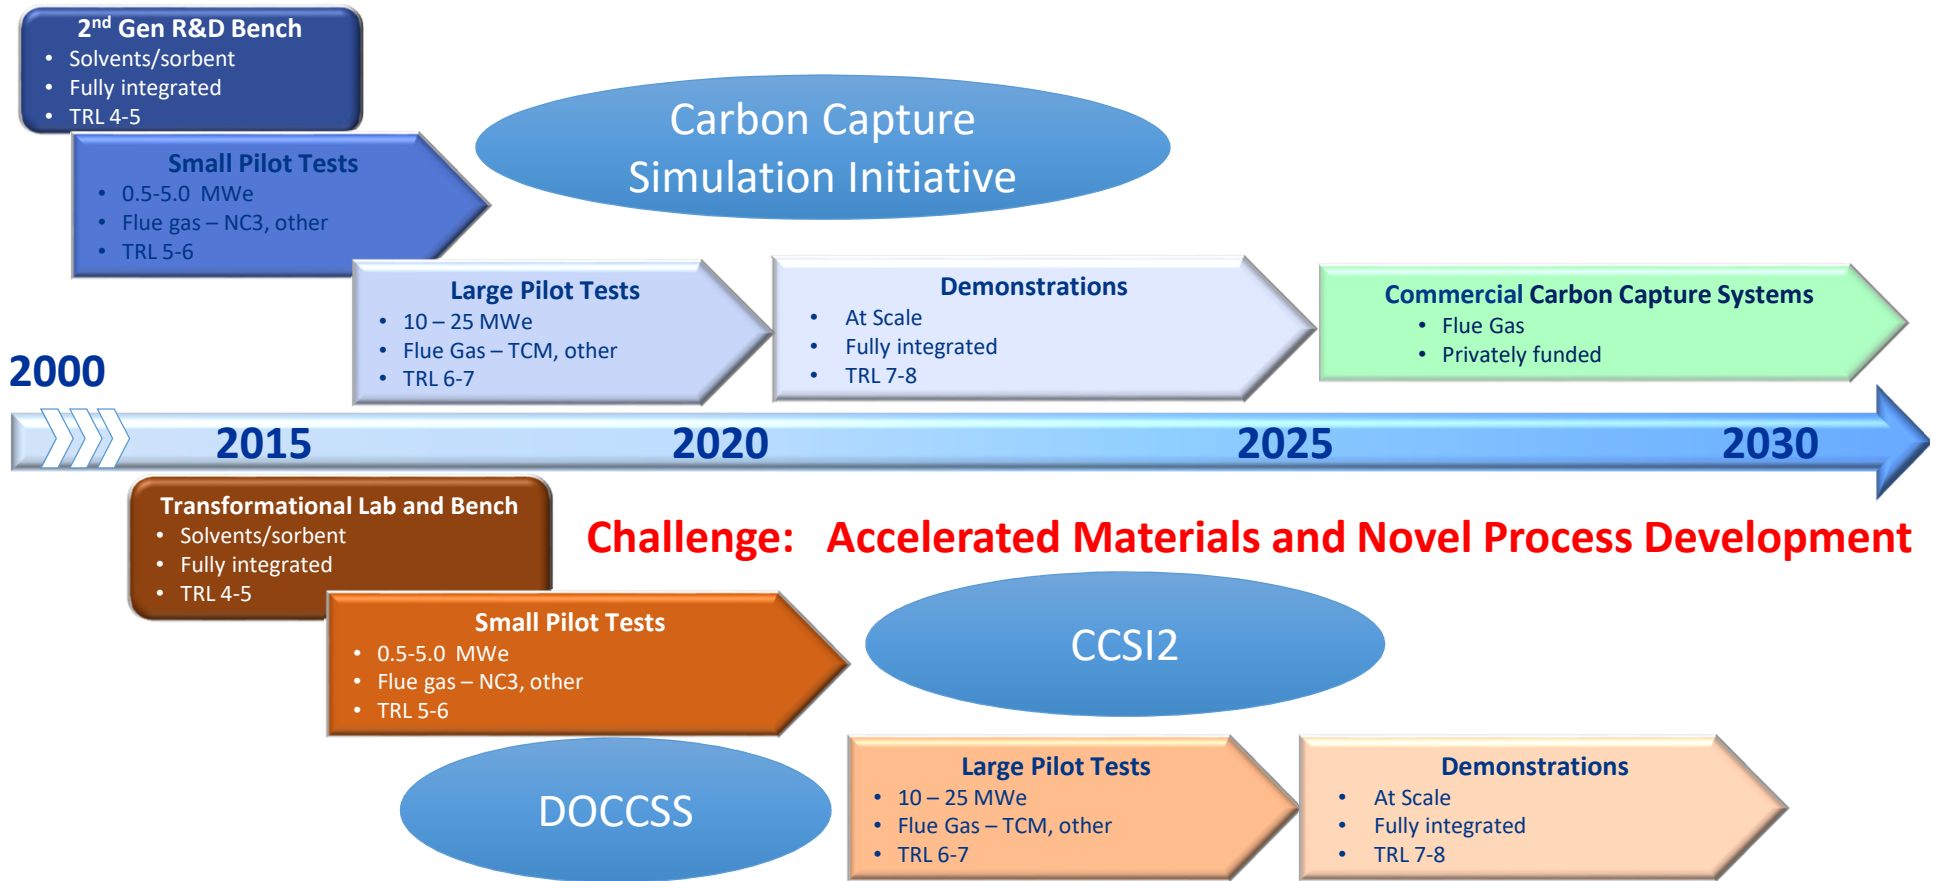 2nd Gen R&D Bench
• Solvents/sorbent
• Fully integrated
• TRL 4-5
Small Pilot Tests
• 0.5-5.0 MWe
• Flue gas – NC3, other
• TRL 5-6
Carbon Capture
Simulation Initiative
Large Pilot Tests
• 10 – 25 MWe
• Flue Gas – TCM, other
• TRL 6-7
Demonstrations
• At Scale
• Fully integrated
• TRL 7-8
Commercial Carbon Capture Systems
• Flue Gas
• Privately funded
2000
2015 2020 2025 2030
Transformational Lab and Bench
• Solvents/sorbent
• Fully integrated
• TRL 4-5
Challenge: Accelerated Materials and Novel Process Development
Small Pilot Tests
• 0.5-5.0 MWe
• Flue gas – NC3, other
• TRL 5-6
CCSI2
DOCCSS
Large Pilot Tests
• 10 – 25 MWe
• Flue Gas – TCM, other
• TRL 6-7
Demonstrations
• At Scale
• Fully integrated
• TRL 7-8